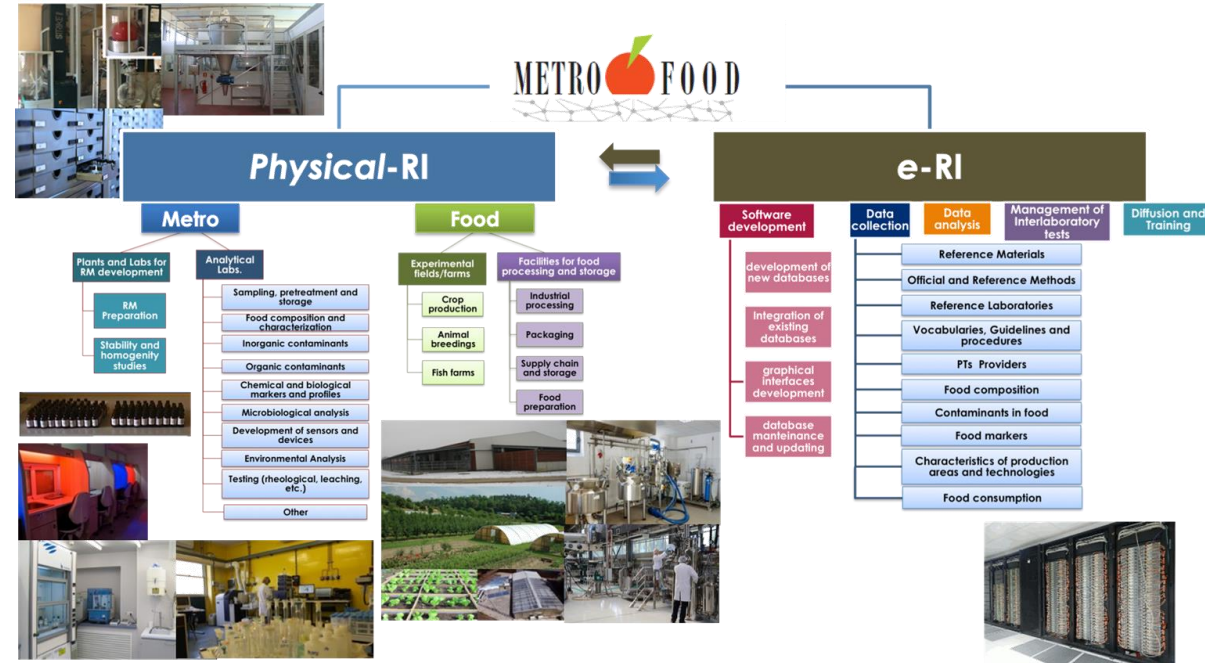 METROFOOD
Physical-RI
e-RI
Metro
Food
Plants and Labs for
RM development
RM
Preparation
Stability and
homogenity
studies
Analytical
Labs.
Sampling, pretreatment and
storage
Food composition and
characterization
Inorganic contaminants
Organic contaminants
Chemical and biological
markers and profiles
Microbiological analysis
Development of sensors and
devices
Environmental Analysis
Testing (rheological, leaching,
etc.)
Other
Experimental
fields/farms
Crop
production
Animal
breedings
Fish farms
Facilities for food
processing and storage
Industrial
processing
Packaging
Supply chain
and storage
Food
preparation
Software
development
development of
new databases
Integration of
existing
databases
graphical
interfaces
development
database
manteinance
and updating
Data
collection
Data
analysis
Management of
Interlaboratory
tests
Diffusion and
Training
Reference Materials
Official and Reference Methods
Reference Laboratories
Vocabularies, Guidelines and
procedures
PTs Providers
Food composition
Contaminants in food
Food markers
Characteristics of production
areas and technologies
Food consumption